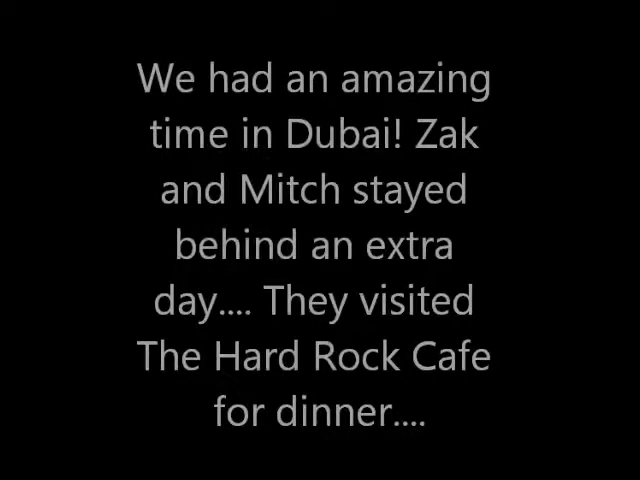 We had an amazing
time in Dubai! Zak
and Mitch stayed
behind an extra
day.... They visited
The Hard Rock Cafe
for dinner....